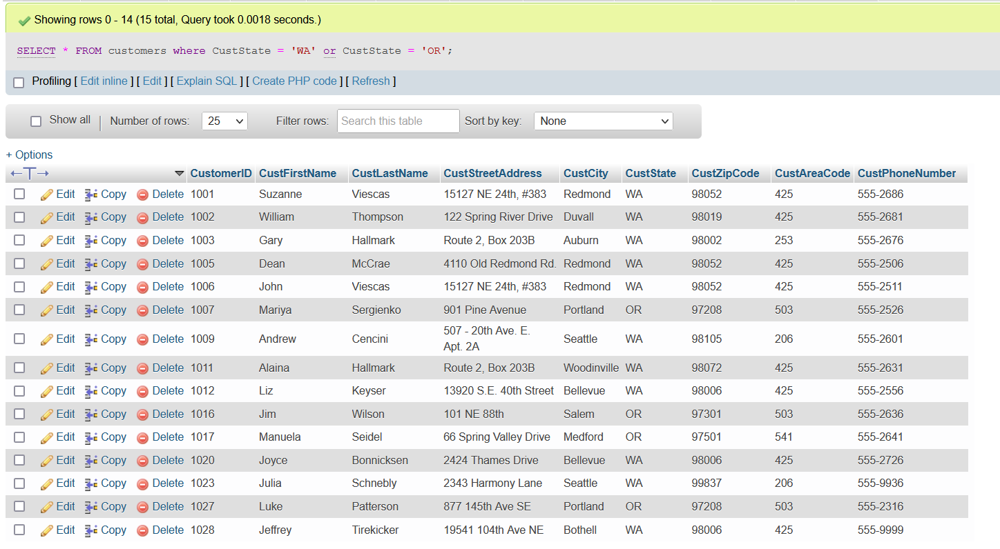 Showing rows 0 - 14 (15 total, Query took 0.0018 seconds.)
SELECT * FROM customers where CustState = 'WA' or CustState = 'OR';
Profiling [ Edit inline ] [ Edit ] [ Explain SQL ] [ Create PHP code ] [ Refresh ]
Show all Number of rows: 25 Filter rows: Search this table Sort by key: None
+ Options
CustomerID CustFirstName CustLastName CustStreetAddress CustCity CustState CustZipCode CustAreaCode CustPhoneNumber
Edit Copy Delete 1001 Suzanne Viescas 15127 NE 24th, #383 Redmond WA 98052 425 555-2686
Edit Copy Delete 1002 William Thompson 122 Spring River Drive Duvall WA 98019 425 555-2681
Edit Copy Delete 1003 Gary Hallmark Route 2, Box 203B Auburn WA 98002 253 555-2676
Edit Copy Delete 1005 Dean McCrae 4110 Old Redmond Rd. Redmond WA 98052 425 555-2506
Edit Copy Delete 1006 John Viescas 15127 NE 24th, #383 Redmond WA 98052 425 555-2511
Edit Copy Delete 1007 Mariya Sergienko 901 Pine Avenue Portland OR 97208 503 555-2526
Edit Copy Delete 1009 Andrew Cencini 507 - 20th Ave. E. Apt. 2A Seattle WA 98105 206 555-2601
Edit Copy Delete 1011 Alaina Hallmark Route 2, Box 203B Woodinville WA 98072 425 555-2631
Edit Copy Delete 1012 Liz Keyser 13920 S.E. 40th Street Bellevue WA 98006 425 555-2556
Edit Copy Delete 1016 Jim Wilson 101 NE 88th Salem OR 97301 503 555-2636
Edit Copy Delete 1017 Manuela Seidel 66 Spring Valley Drive Medford OR 97501 541 555-2641
Edit Copy Delete 1020 Joyce Bonnicksen 2424 Thames Drive Bellevue WA 98006 425 555-2726
Edit Copy Delete 1023 Julia Schnebly 2343 Harmony Lane Seattle WA 99837 206 555-9936
Edit Copy Delete 1027 Luke Patterson 877 145th Ave SE Portland OR 97208 503 555-2316
Edit Copy Delete 1028 Jeffrey Tirekicker 19541 104th Ave NE Bothell WA 98006 425 555-9999